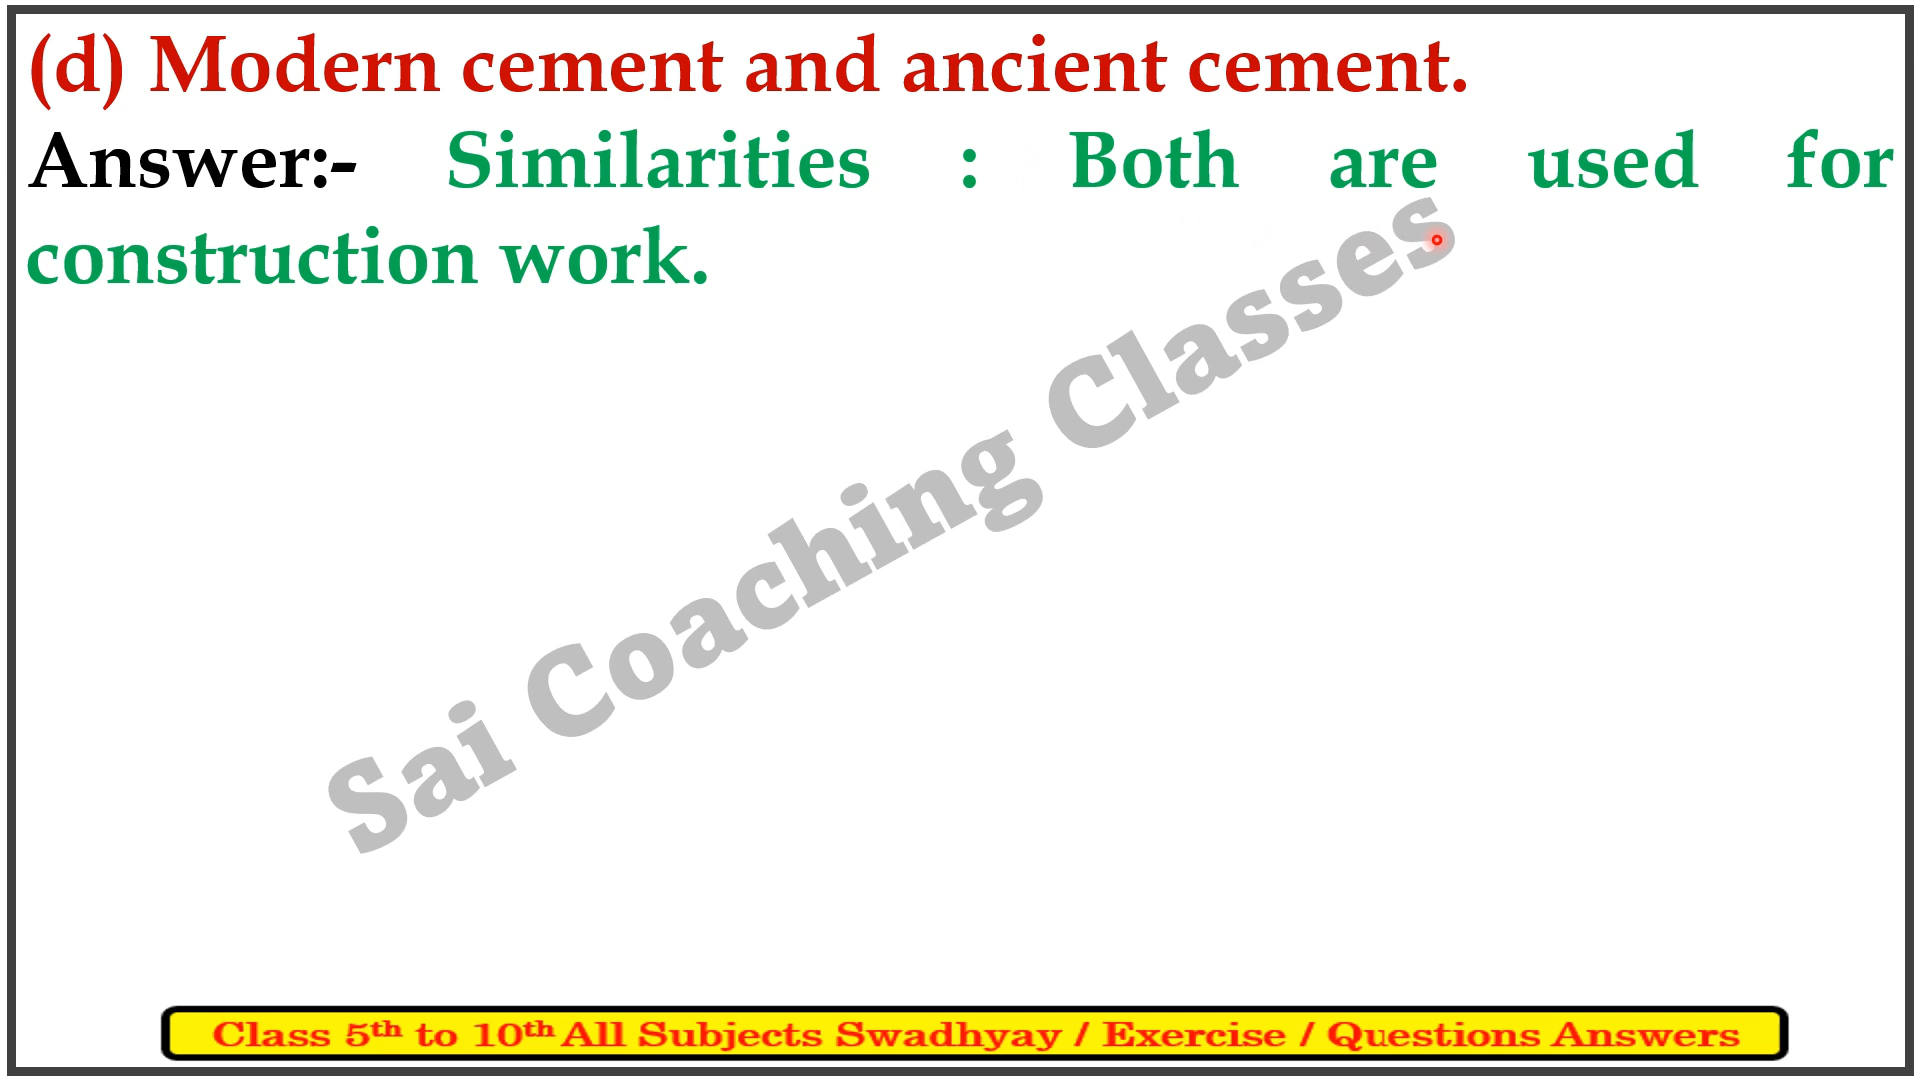 (d) Modern cement and ancient cement.
Answer:- Similarities : Both are used for
construction work.
Sai Coaching Classes
Class 5th to 10th All Subjects Swadhyay / Exercise / Questions Answers